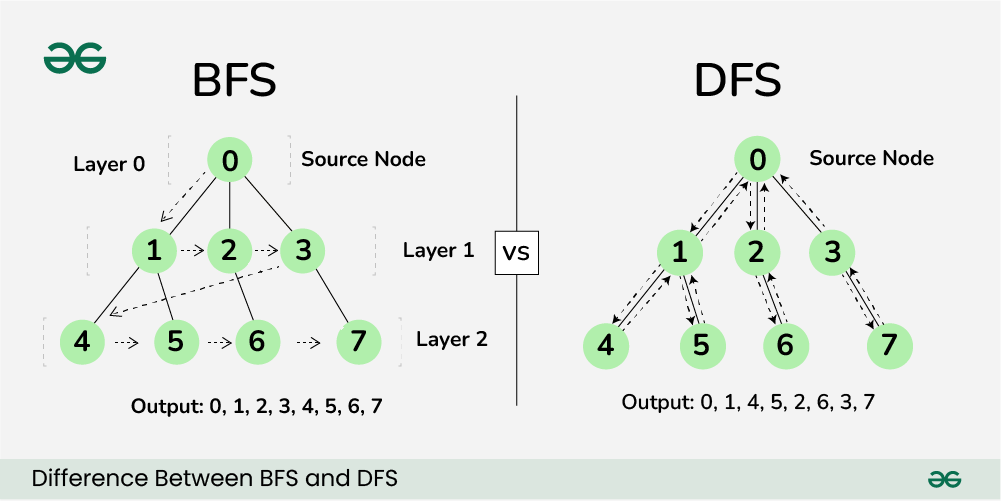 BFS
Layer 0
0
Source Node
1
2
3
Layer 1
4
5
6
7
Layer 2
Output: 0, 1, 2, 3, 4, 5, 6, 7
VS
DFS
0
Source Node
1
2
3
4
5
6
7
Output: 0, 1, 4, 5, 2, 6, 3, 7
Difference Between BFS and DFS